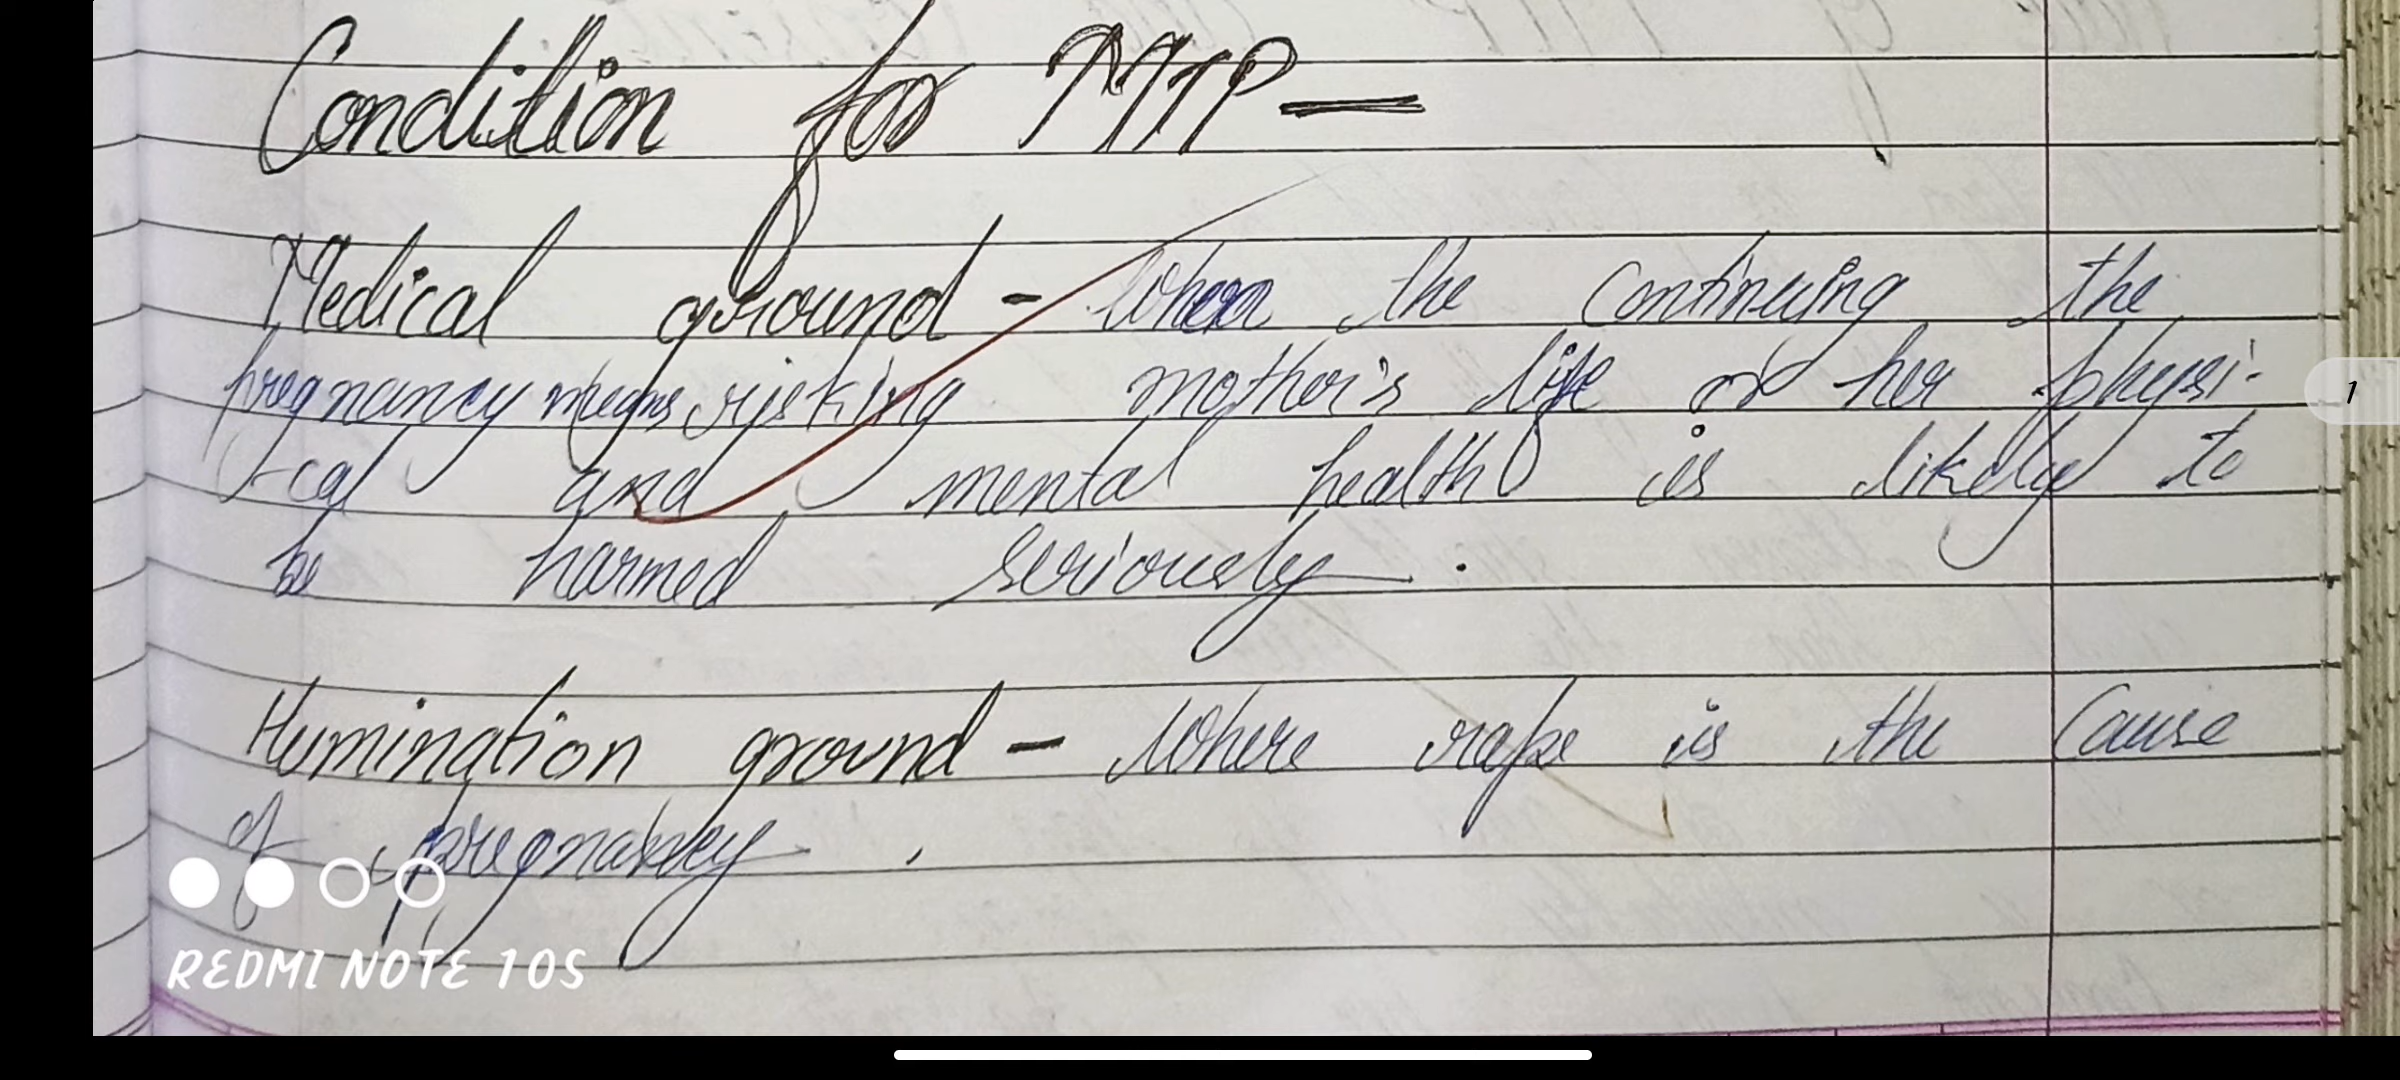 Condition for MTP —
Medical ground - When the continuing the
pregnancy means risking mother's life or her physi-
-cal and mental health is likely to
be harmed seriously.
Humination ground - Where rape is the Cause
of pregnancy.
REDMI NOTE 10S
1